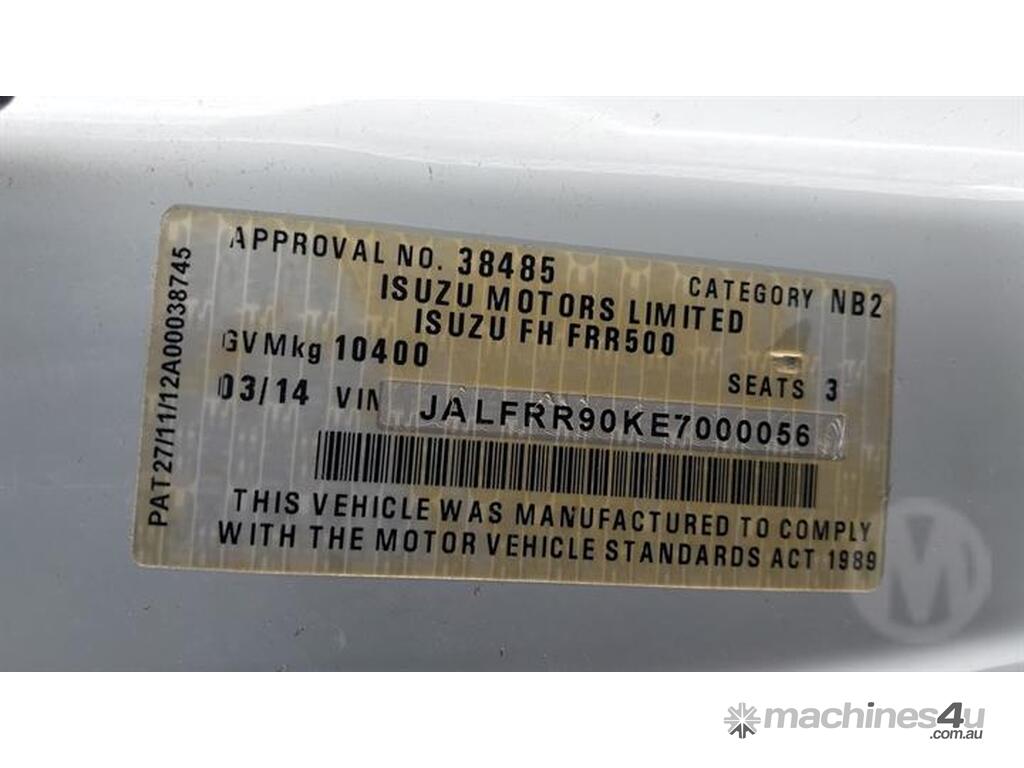 APPROVAL NO. 38485 CATEGORY NB2
ISUZU MOTORS LIMITED
ISUZU FH FRR500
GVMkg 10400 SEATS 3
03/14 VIN JALFRR90KE7000056
THIS VEHICLE WAS MANUFACTURED TO COMPLY
WITH THE MOTOR VEHICLE STANDARDS ACT 1989
PAT27/11/12A00038745
M
machines4u
.com.au